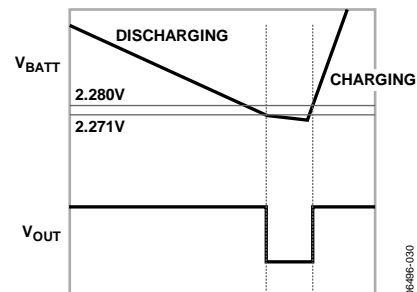 DISCHARGING
VBATT
CHARGING
2.280V
2.271V
VOUT
06496-030